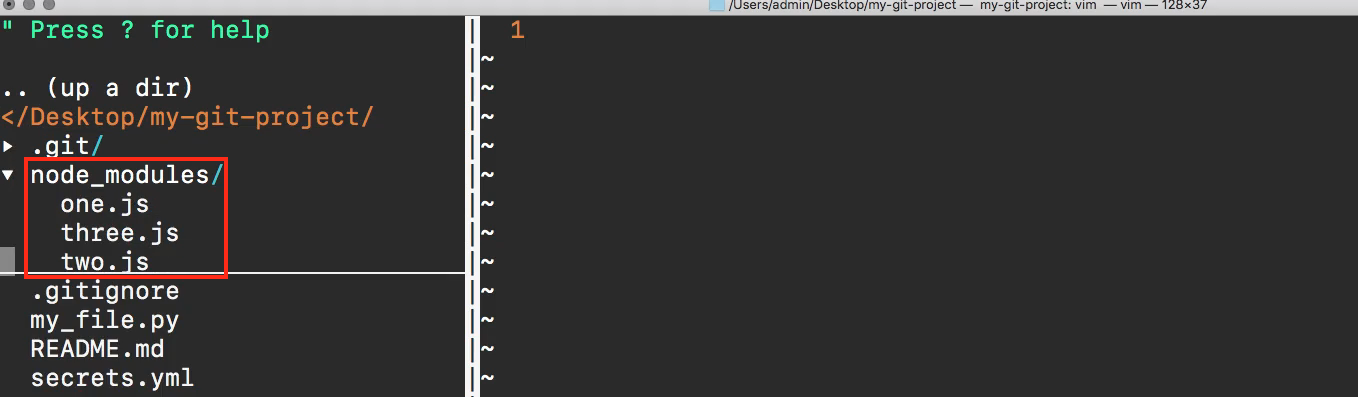 /Users/admin/Desktop/my-git-project — my-git-project: vim — vim — 128×37
" Press ? for help
.. (up a dir)
</Desktop/my-git-project/
▸ .git/
▾ node_modules/
one.js
three.js
two.js
.gitignore
my_file.py
README.md
secrets.yml
1
~
~
~
~
~
~
~
~
~
~
~
~